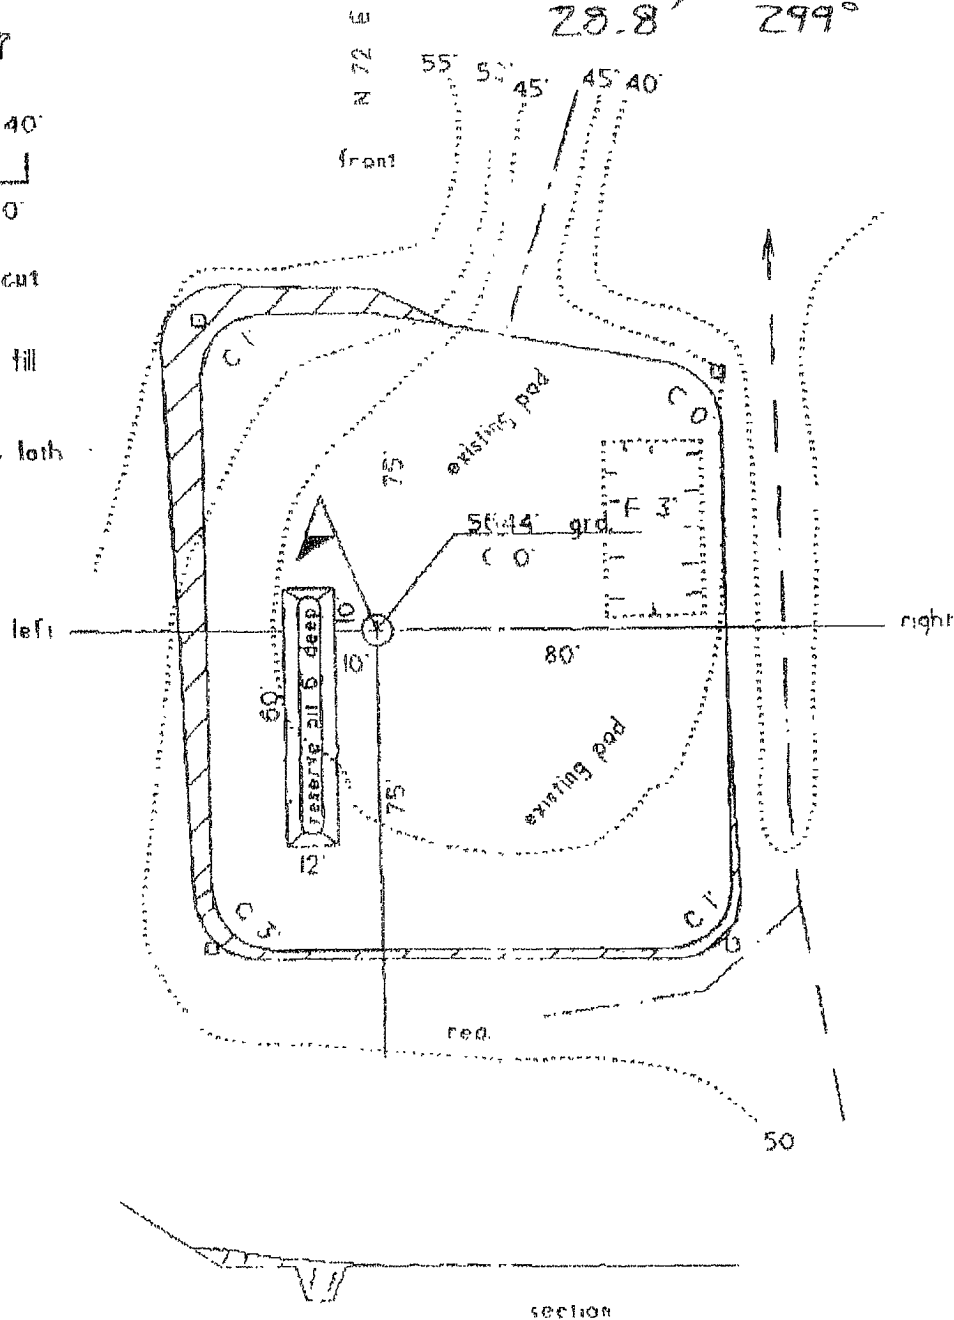 28.8' 299°
N 72 E
55'
45'
45'
40'
40'
front
0'
cut
fill
lath
C 1'
C 0'
existing pad
75'
F 3'
grd.
C 0'
left
right
10'
10'
80'
60'
reserve pit 6' deep
75'
existing pad
12'
C 3'
C 1'
50
section